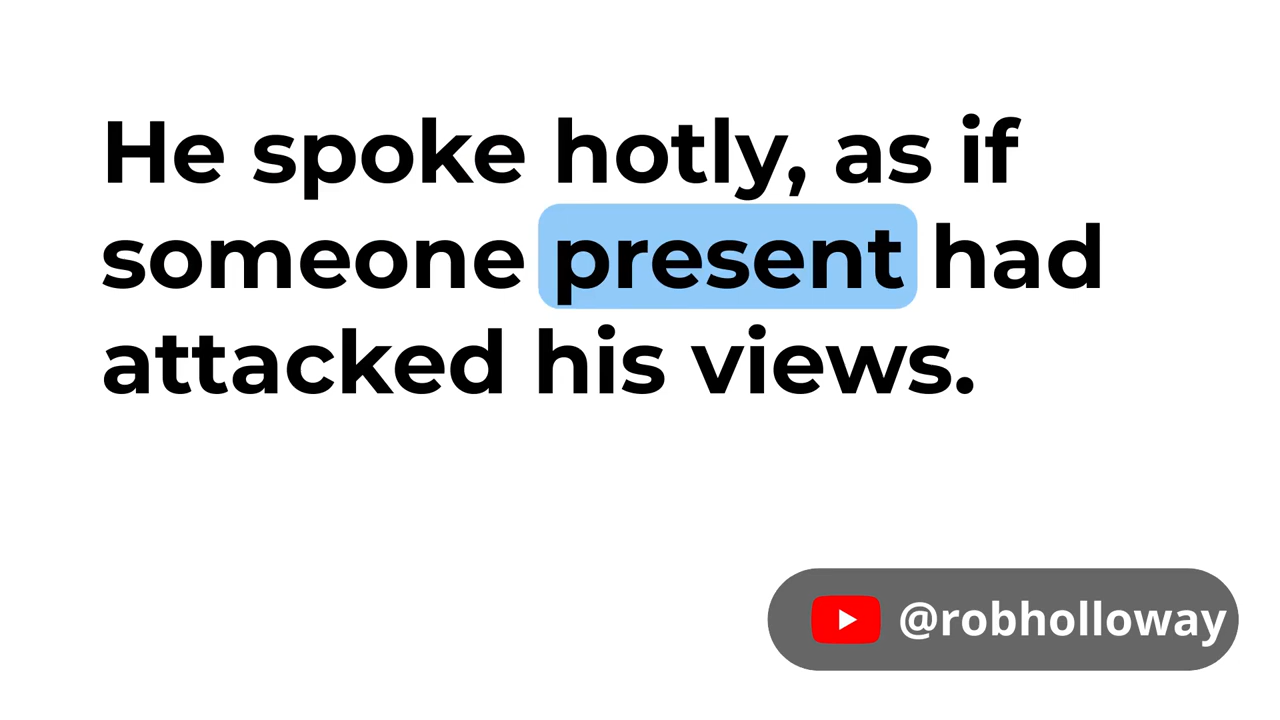 He spoke hotly, as if
someone present had
attacked his views.
@robholloway